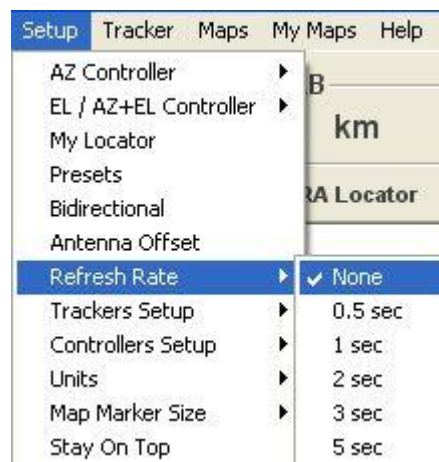 Setup Tracker Maps My Maps Help
AZ Controller
EL / AZ+EL Controller
My Locator
Presets
Bidirectional
Antenna Offset
Refresh Rate
Trackers Setup
Controllers Setup
Units
Map Marker Size
Stay On Top
km
Locator
None
0.5 sec
1 sec
2 sec
3 sec
5 sec